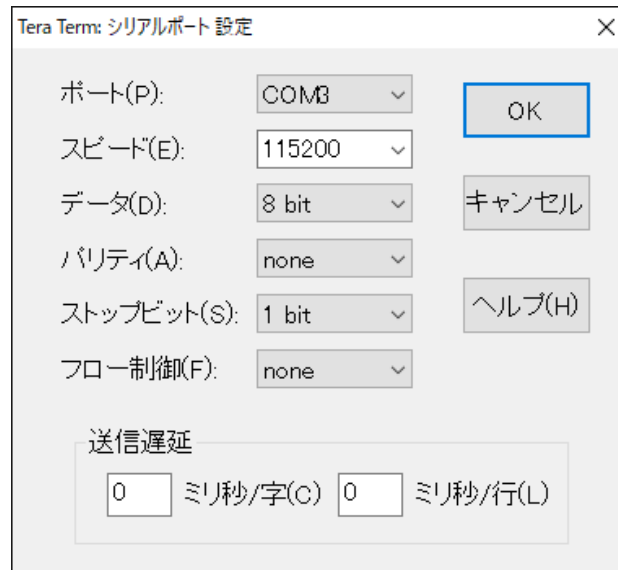 Tera Term: シリアルポート 設定
ポート(P): COM3
OK
スピード(E): 115200
データ(D): 8 bit
キャンセル
パリティ(A): none
ヘルプ(H)
ストップビット(S): 1 bit
フロー制御(F): none
送信遅延
0 ミリ秒/字(C) 0 ミリ秒/行(L)